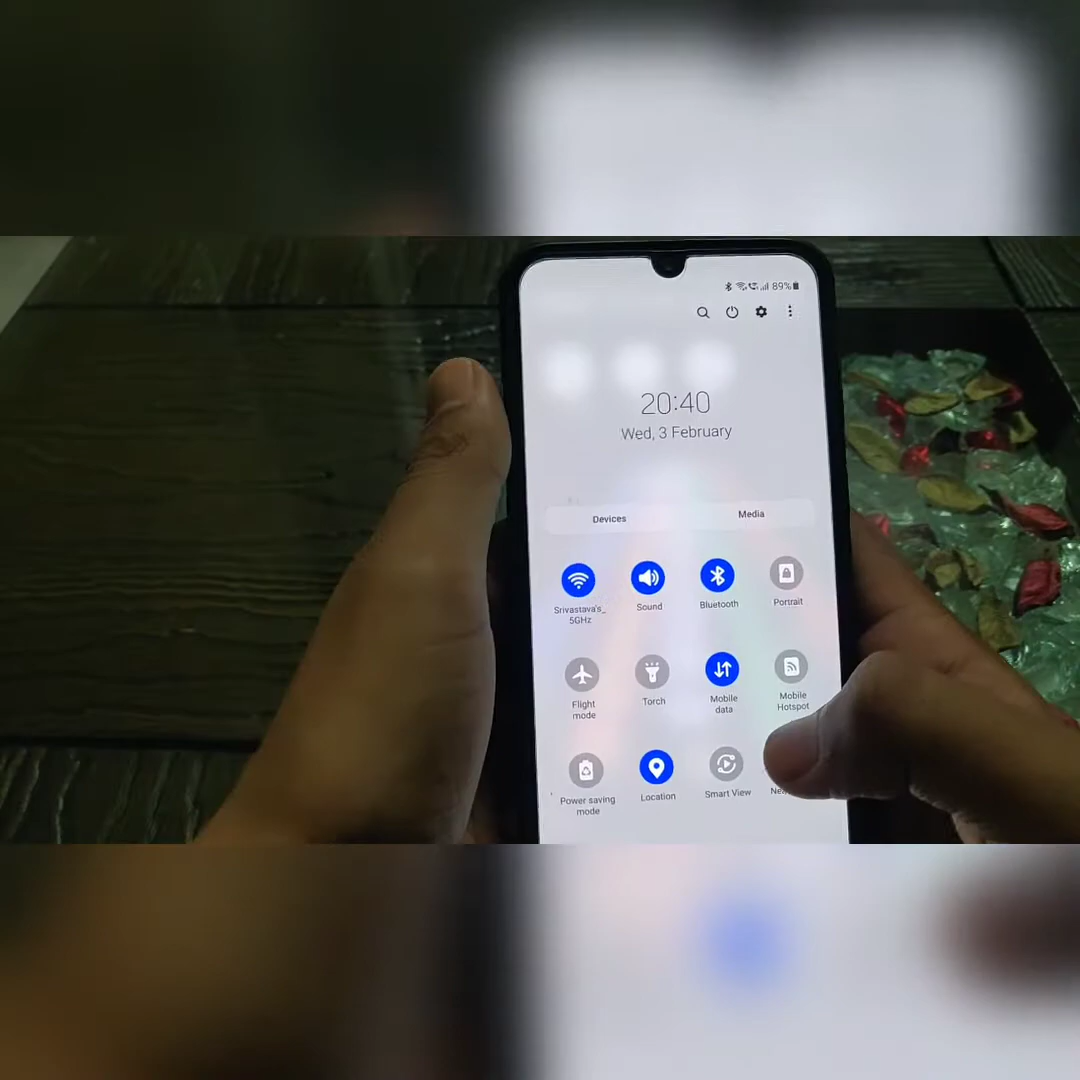 89%
20:40
Wed, 3 February
Devices
Media
Srivastava's_
5GHz
Sound
Bluetooth
Portrait
Flight
mode
Torch
Mobile
data
Mobile
Hotspot
Power saving
mode
Location
Smart View